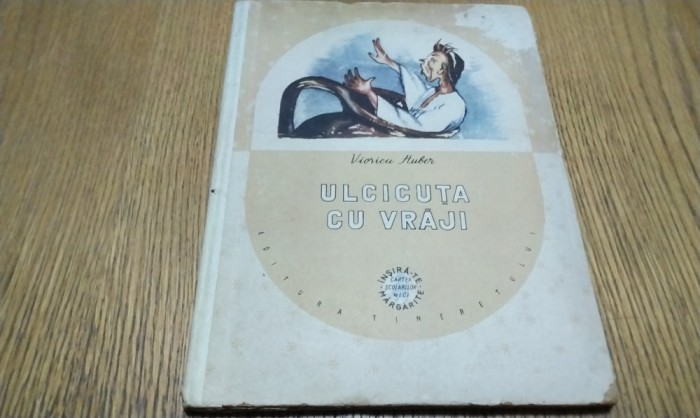 Viorica Huber
ULCICUȚA
CU VRĂJI
ÎNȘIRĂ-TE
CARTEA
ȘCOLARILOR
MICI
MĂRGĂRITE
EDITURA TINERETULUI